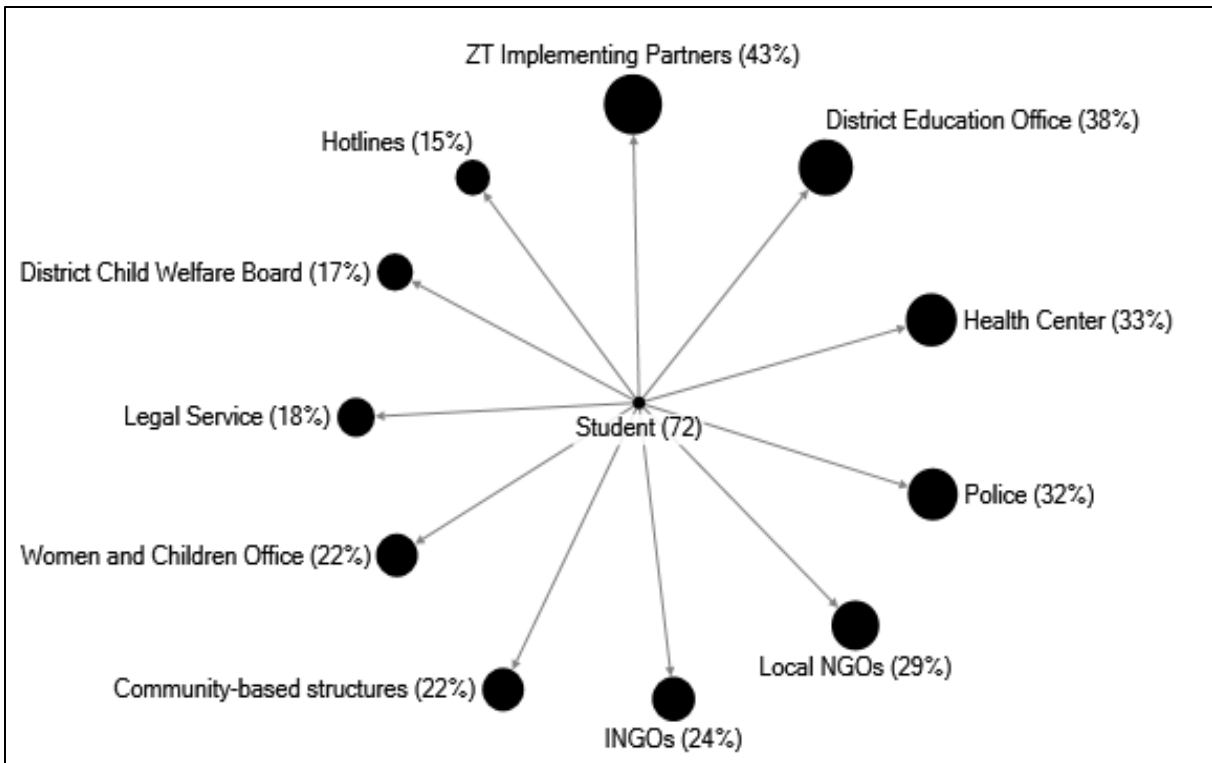 ZT Implementing Partners (43%)
District Education Office (38%)
Hotlines (15%)
District Child Welfare Board (17%)
Health Center (33%)
Legal Service (18%)
Student (72)
Police (32%)
Women and Children Office (22%)
Local NGOs (29%)
Community-based structures (22%)
INGOs (24%)